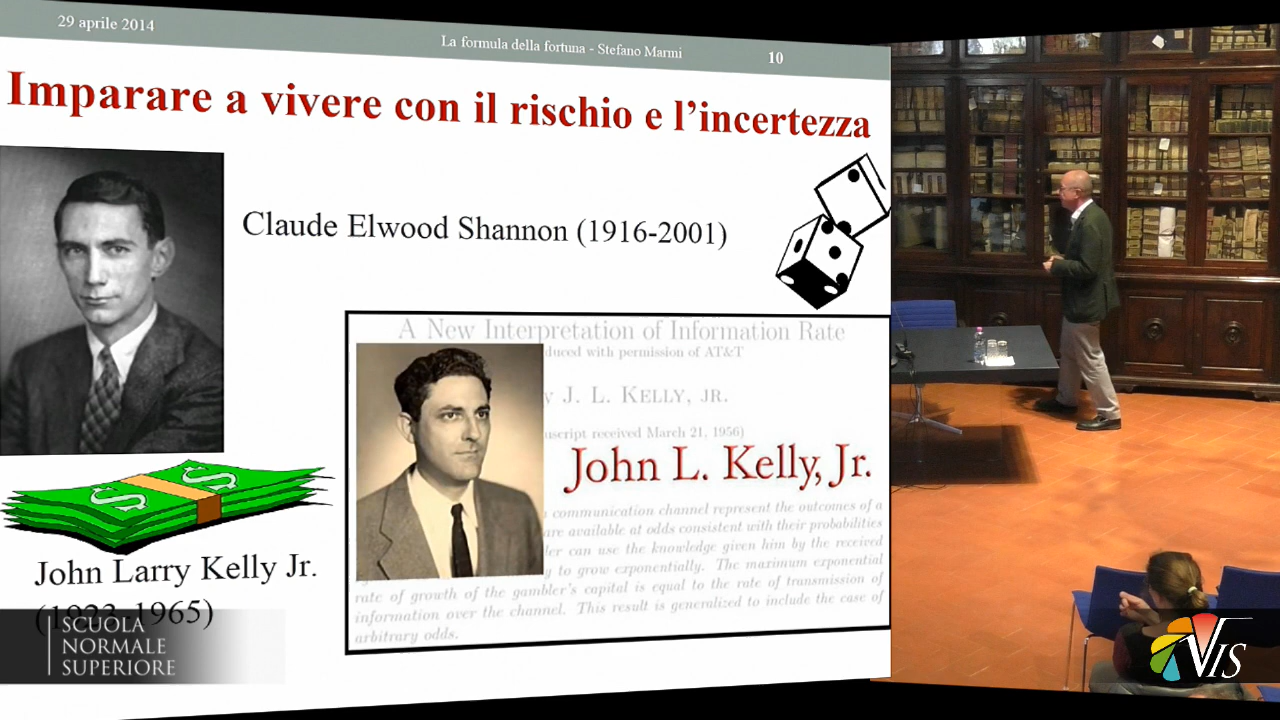 29 aprile 2014
La formula della fortuna - Stefano Marmi
10
Imparare a vivere con il rischio e l'incertezza
Claude Elwood Shannon (1916-2001)
A New Interpretation of Information Rate
duced with permission of AT&T
J. L. KELLY, JR.
uscript received March 21, 1956)
John L. Kelly, Jr.
communication channel represent the outcomes of a
are available at odds consistent with their probabilities
ler can use the knowledge given him by the received
y to grow exponentially. The maximum exponential
rate of growth of the gambler's capital is equal to the rate of transmission of
information over the channel. This result is generalized to include the case of
arbitrary odds.
$ $
John Larry Kelly Jr.
(1923-1965)
SCUOLA
NORMALE
SUPERIORE
VIS